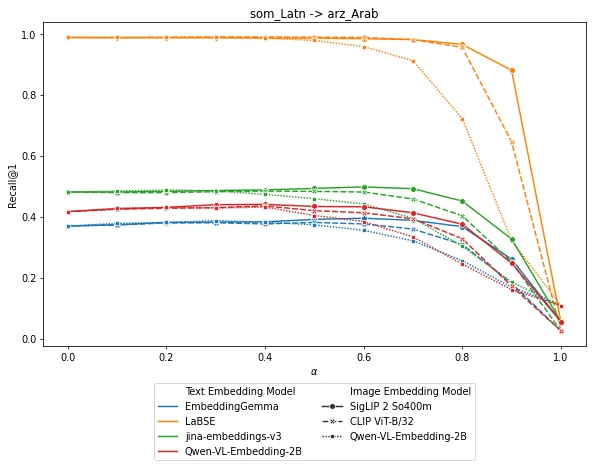 som_Latn -> arz_Arab
Recall@1
1.0
0.8
0.6
0.4
0.2
0.0
0.0 0.2 0.4 0.6 0.8 1.0
α
Text Embedding Model
EmbeddingGemma
LaBSE
jina-embeddings-v3
Qwen-VL-Embedding-2B
Image Embedding Model
SigLIP 2 So400m
CLIP ViT-B/32
Qwen-VL-Embedding-2B